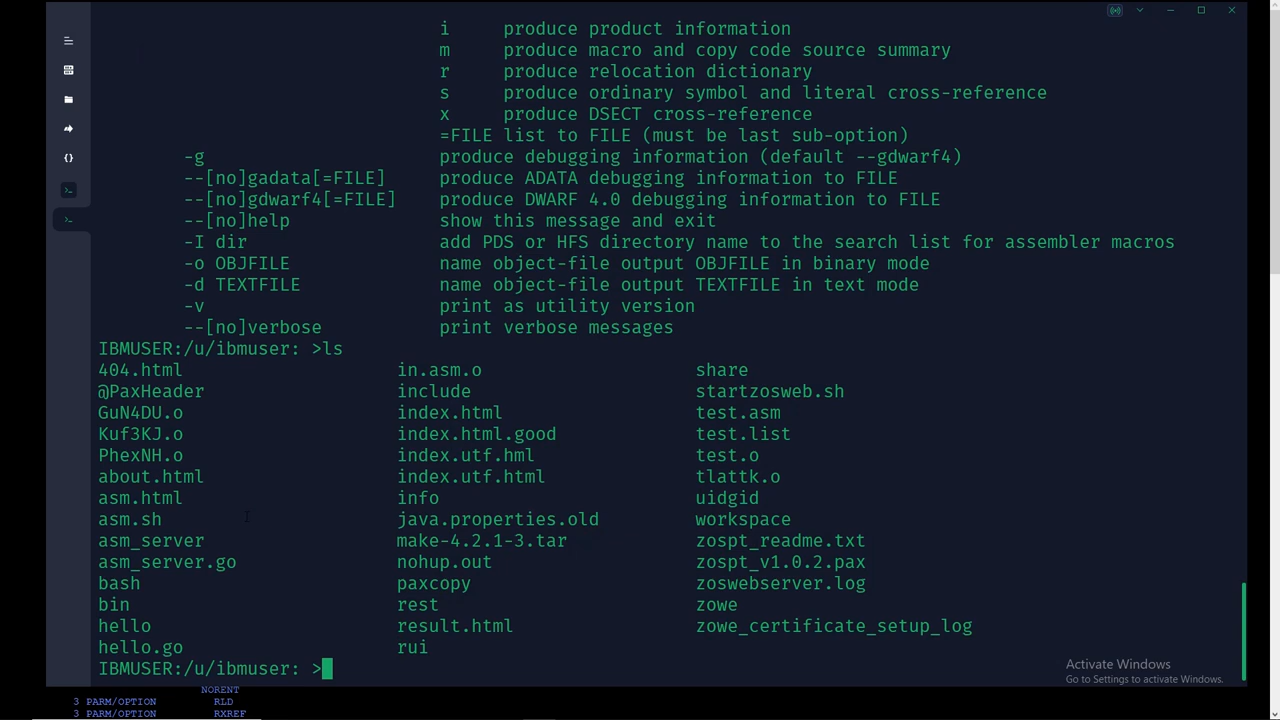 i produce product information
m produce macro and copy code source summary
r produce relocation dictionary
s produce ordinary symbol and literal cross-reference
x produce DSECT cross-reference
=FILE list to FILE (must be last sub-option)
-g produce debugging information (default --gdwarf4)
--[no]gadata[=FILE] produce ADATA debugging information to FILE
--[no]gdwarf4[=FILE] produce DWARF 4.0 debugging information to FILE
--[no]help show this message and exit
-I dir add PDS or HFS directory name to the search list for assembler macros
-o OBJFILE name object-file output OBJFILE in binary mode
-d TEXTFILE name object-file output TEXTFILE in text mode
-v print as utility version
--[no]verbose print verbose messages
IBMUSER:/u/ibmuser: >ls
404.html in.asm.o share
@PaxHeader include startzosweb.sh
GuN4DU.o index.html test.asm
Kuf3KJ.o index.html.good test.list
PhexNH.o index.utf.hml test.o
about.html index.utf.html tlattk.o
asm.html info uidgid
asm.sh java.properties.old workspace
asm_server make-4.2.1-3.tar zospt_readme.txt
asm_server.go nohup.out zospt_v1.0.2.pax
bash paxcopy zoswebserver.log
bin rest zowe
hello result.html zowe_certificate_setup_log
hello.go rui
IBMUSER:/u/ibmuser: >
Activate Windows
Go to Settings to activate Windows.
NORENT
3 PARM/OPTION RLD
3 PARM/OPTION RXREF